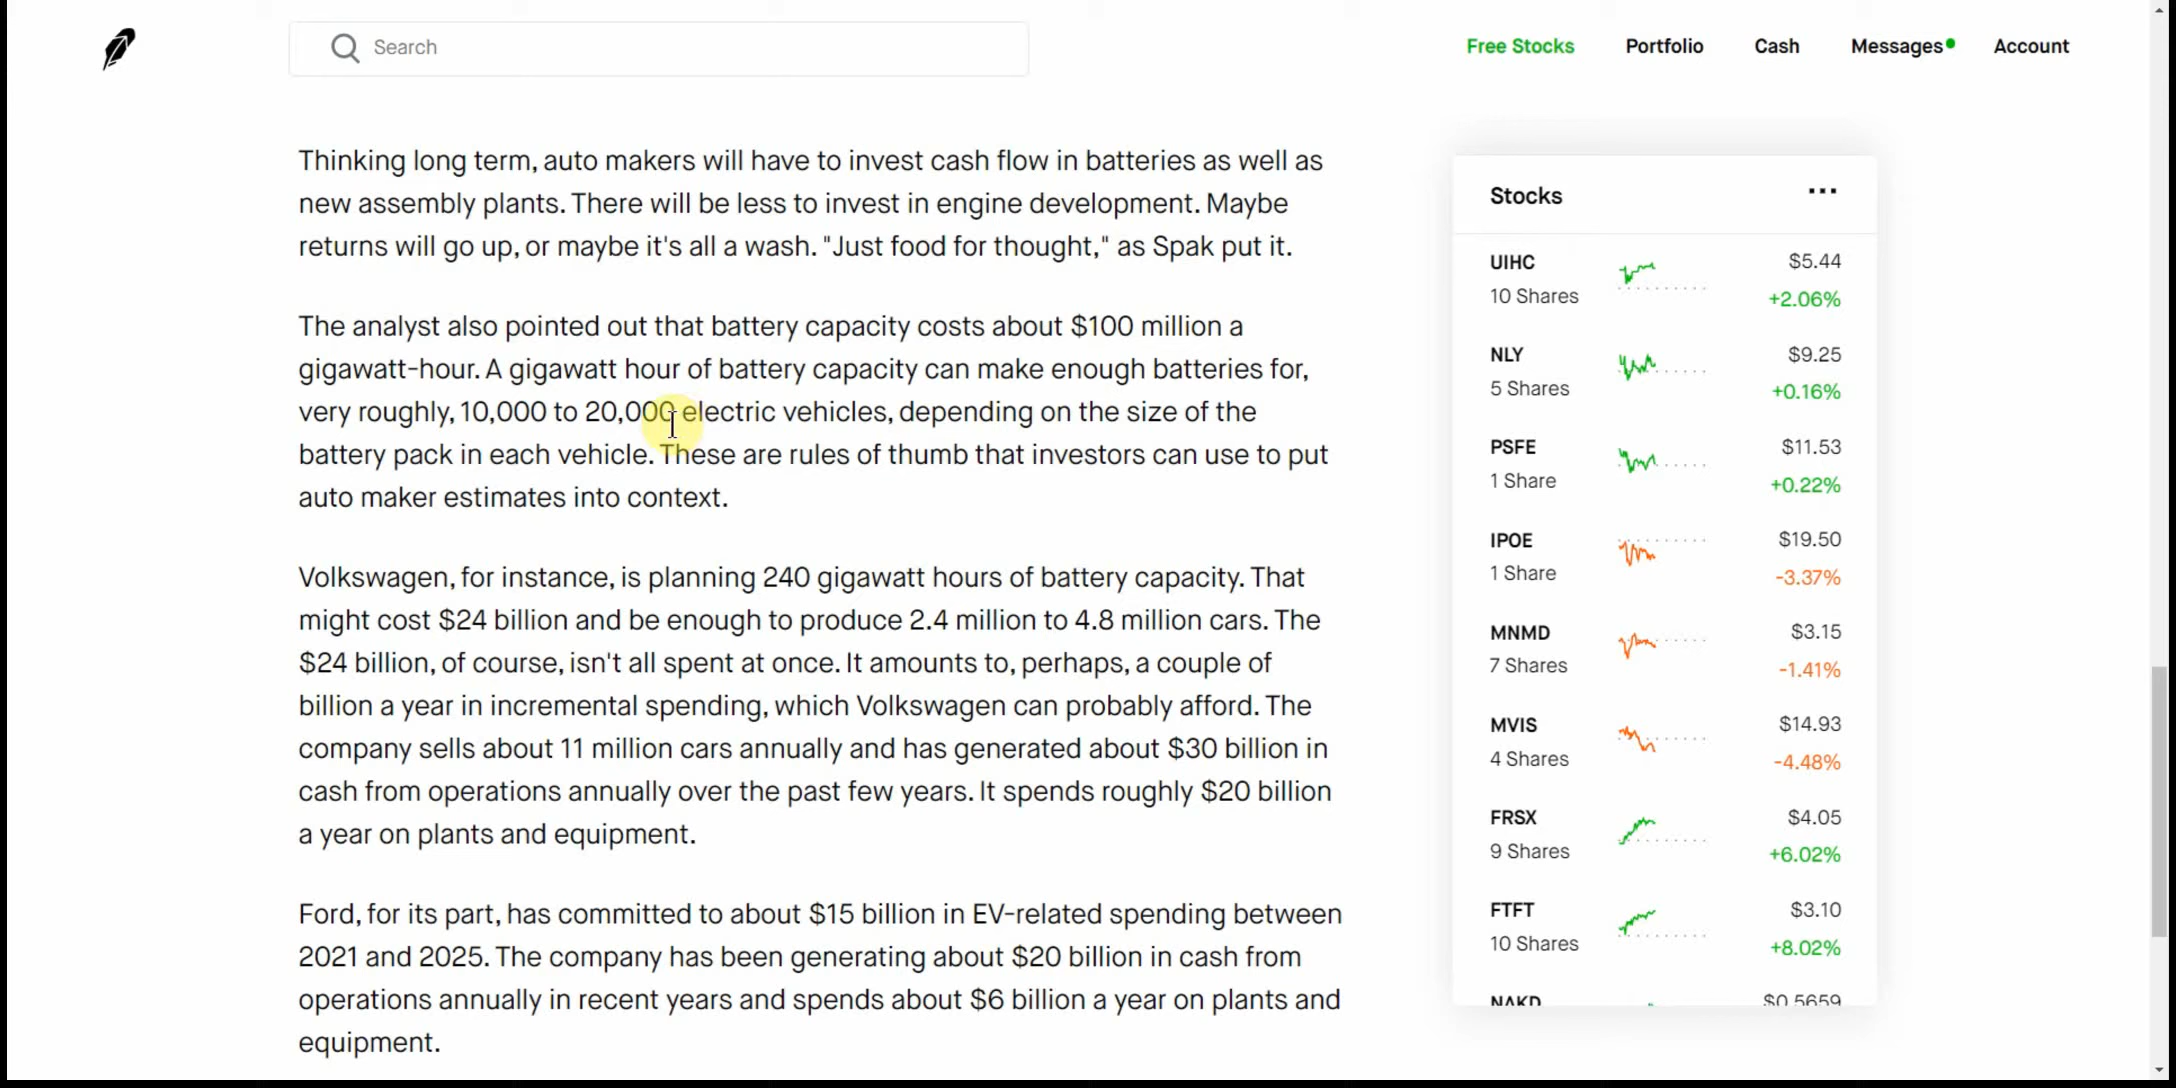 Search
Free Stocks
Portfolio
Cash
Messages
Account
Thinking long term, auto makers will have to invest cash flow in batteries as well as
new assembly plants. There will be less to invest in engine development. Maybe
returns will go up, or maybe it's all a wash. "Just food for thought," as Spak put it.
The analyst also pointed out that battery capacity costs about $100 million a
gigawatt-hour. A gigawatt hour of battery capacity can make enough batteries for,
very roughly, 10,000 to 20,000 electric vehicles, depending on the size of the
battery pack in each vehicle. These are rules of thumb that investors can use to put
auto maker estimates into context.
Volkswagen, for instance, is planning 240 gigawatt hours of battery capacity. That
might cost $24 billion and be enough to produce 2.4 million to 4.8 million cars. The
$24 billion, of course, isn't all spent at once. It amounts to, perhaps, a couple of
billion a year in incremental spending, which Volkswagen can probably afford. The
company sells about 11 million cars annually and has generated about $30 billion in
cash from operations annually over the past few years. It spends roughly $20 billion
a year on plants and equipment.
Ford, for its part, has committed to about $15 billion in EV-related spending between
2021 and 2025. The company has been generating about $20 billion in cash from
operations annually in recent years and spends about $6 billion a year on plants and
equipment.
Stocks
UIHC $5.44
10 Shares +2.06%
NLY $9.25
5 Shares +0.16%
PSFE $11.53
1 Share +0.22%
IPOE $19.50
1 Share -3.37%
MNMD $3.15
7 Shares -1.41%
MVIS $14.93
4 Shares -4.48%
FRSX $4.05
9 Shares +6.02%
FTFT $3.10
10 Shares +8.02%
NAKD $0.5659